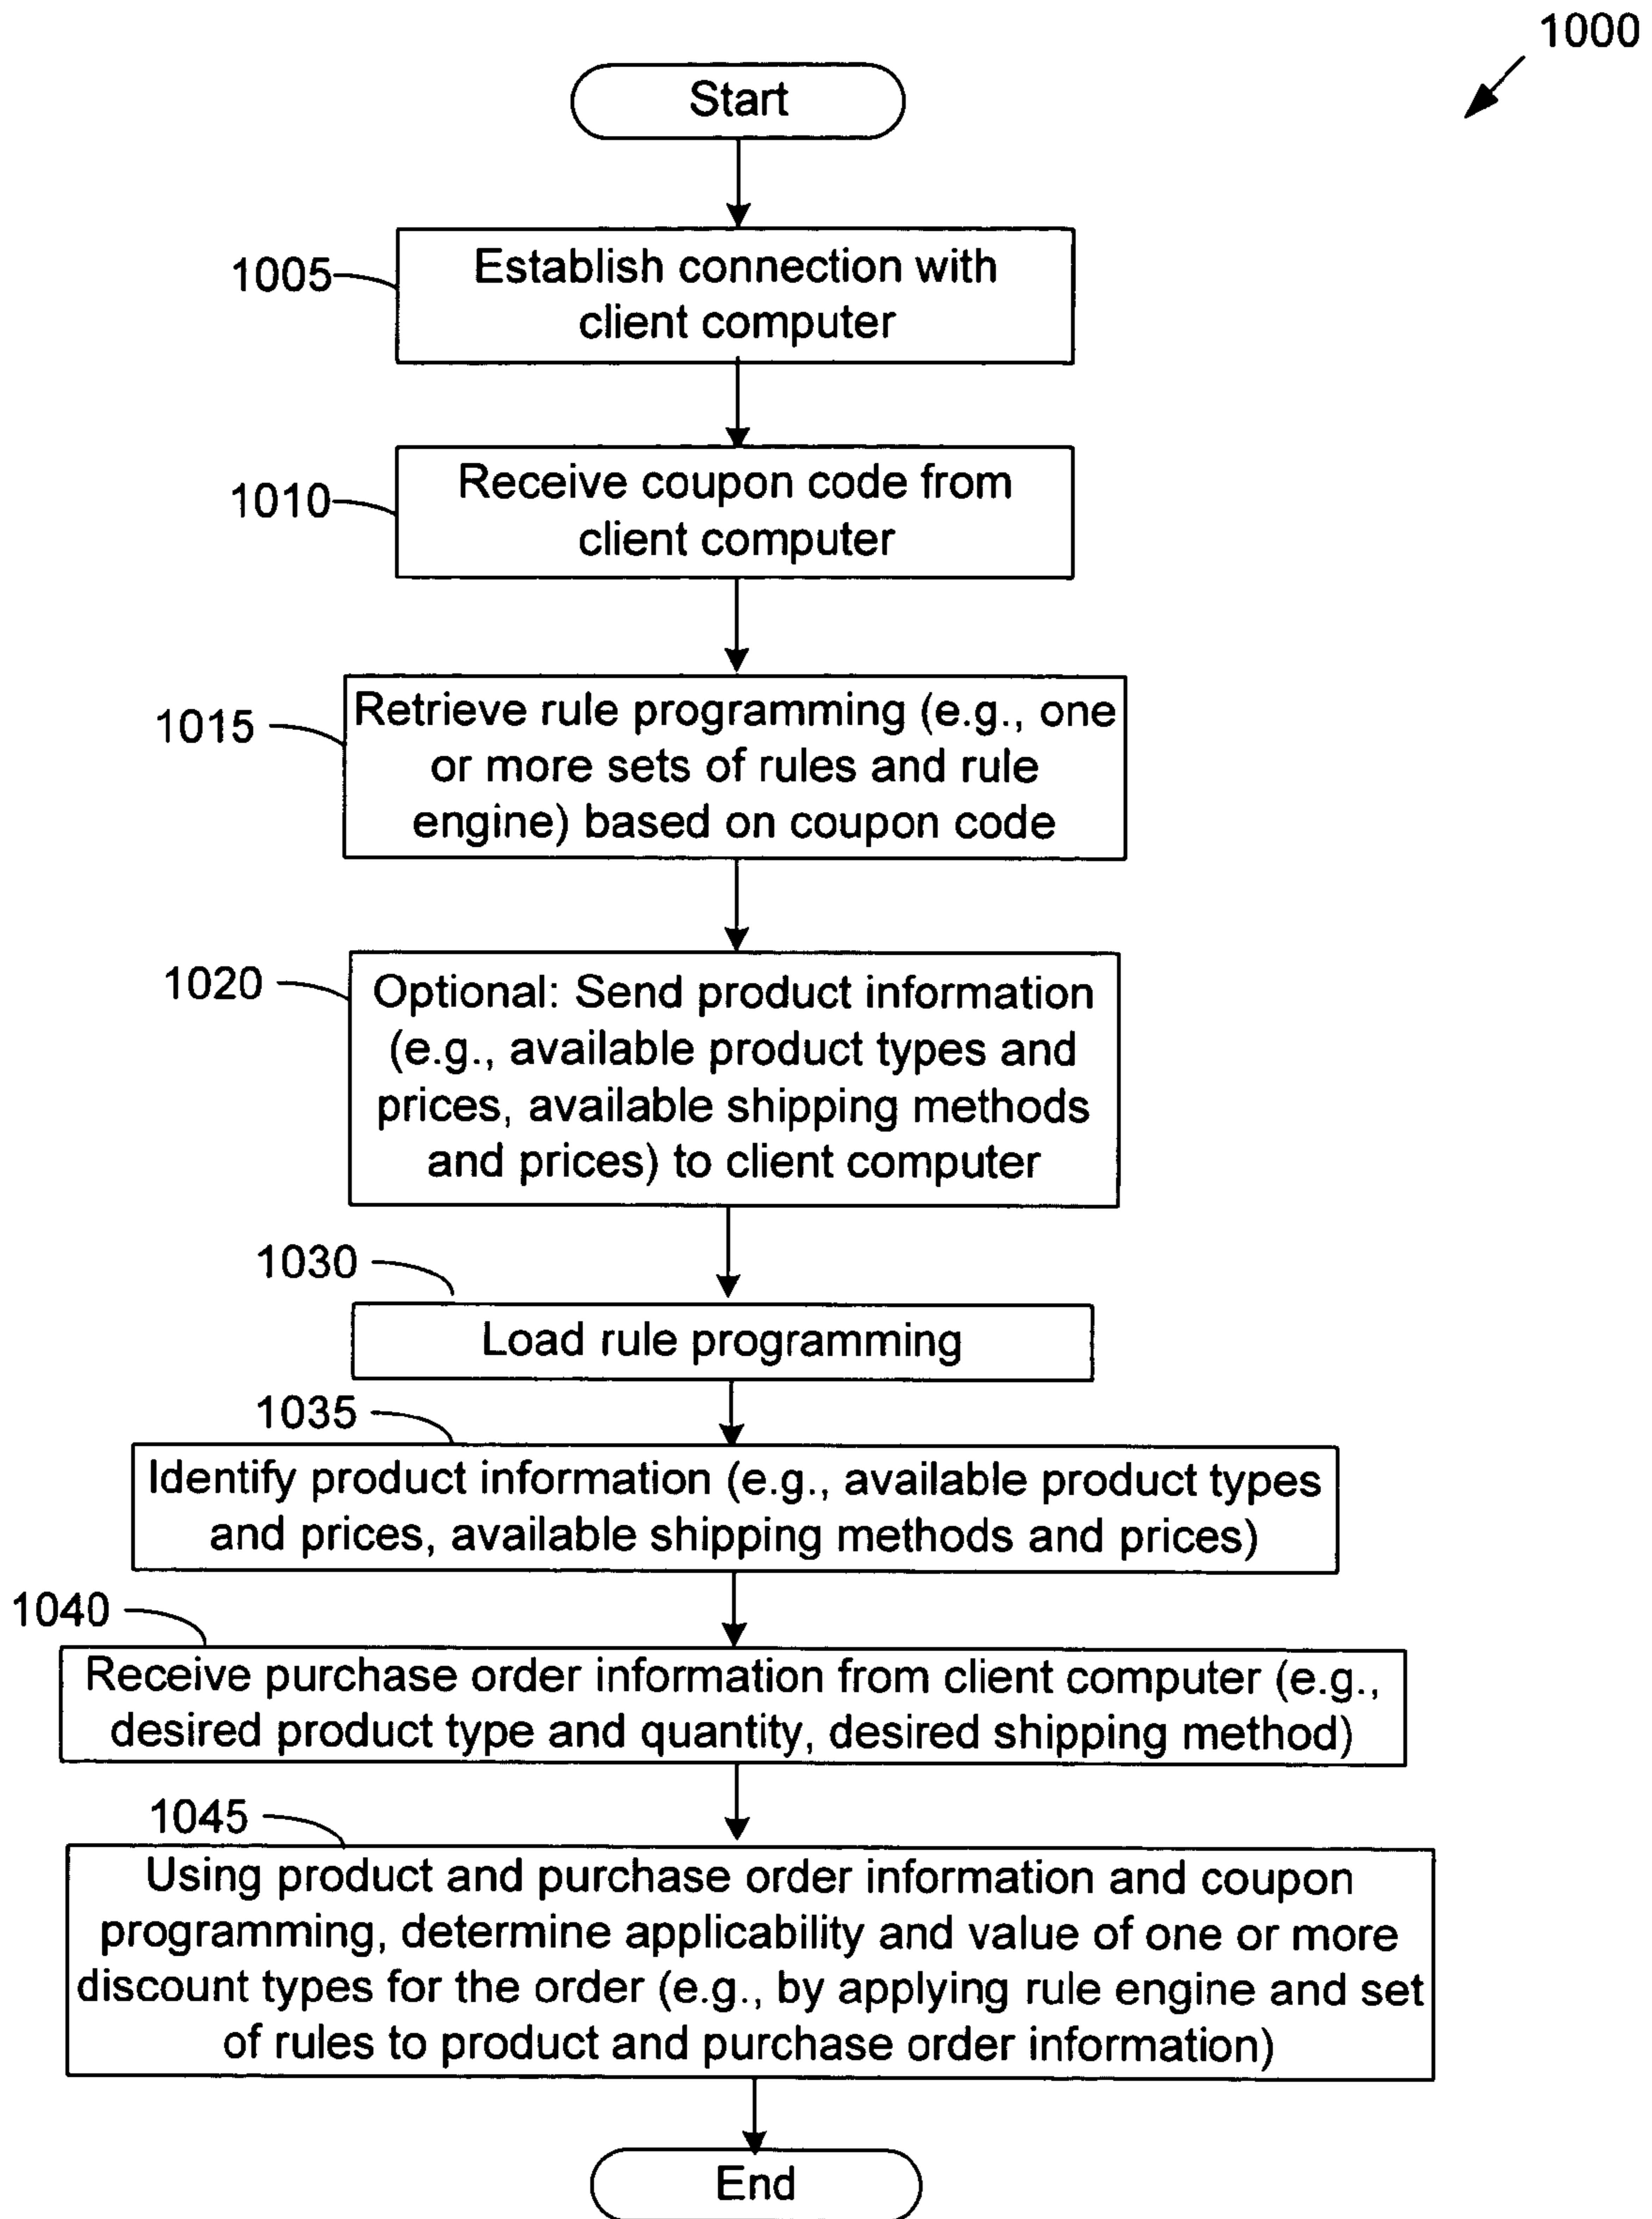 1000
Start
1005
Establish connection with
client computer
1010
Receive coupon code from
client computer
1015
Retrieve rule programming (e.g., one
or more sets of rules and rule
engine) based on coupon code
1020
Optional: Send product information
(e.g., available product types and
prices, available shipping methods
and prices) to client computer
1030
Load rule programming
1035
Identify product information (e.g., available product types
and prices, available shipping methods and prices)
1040
Receive purchase order information from client computer (e.g.,
desired product type and quantity, desired shipping method)
1045
Using product and purchase order information and coupon
programming, determine applicability and value of one or more
discount types for the order (e.g., by applying rule engine and set
of rules to product and purchase order information)
End